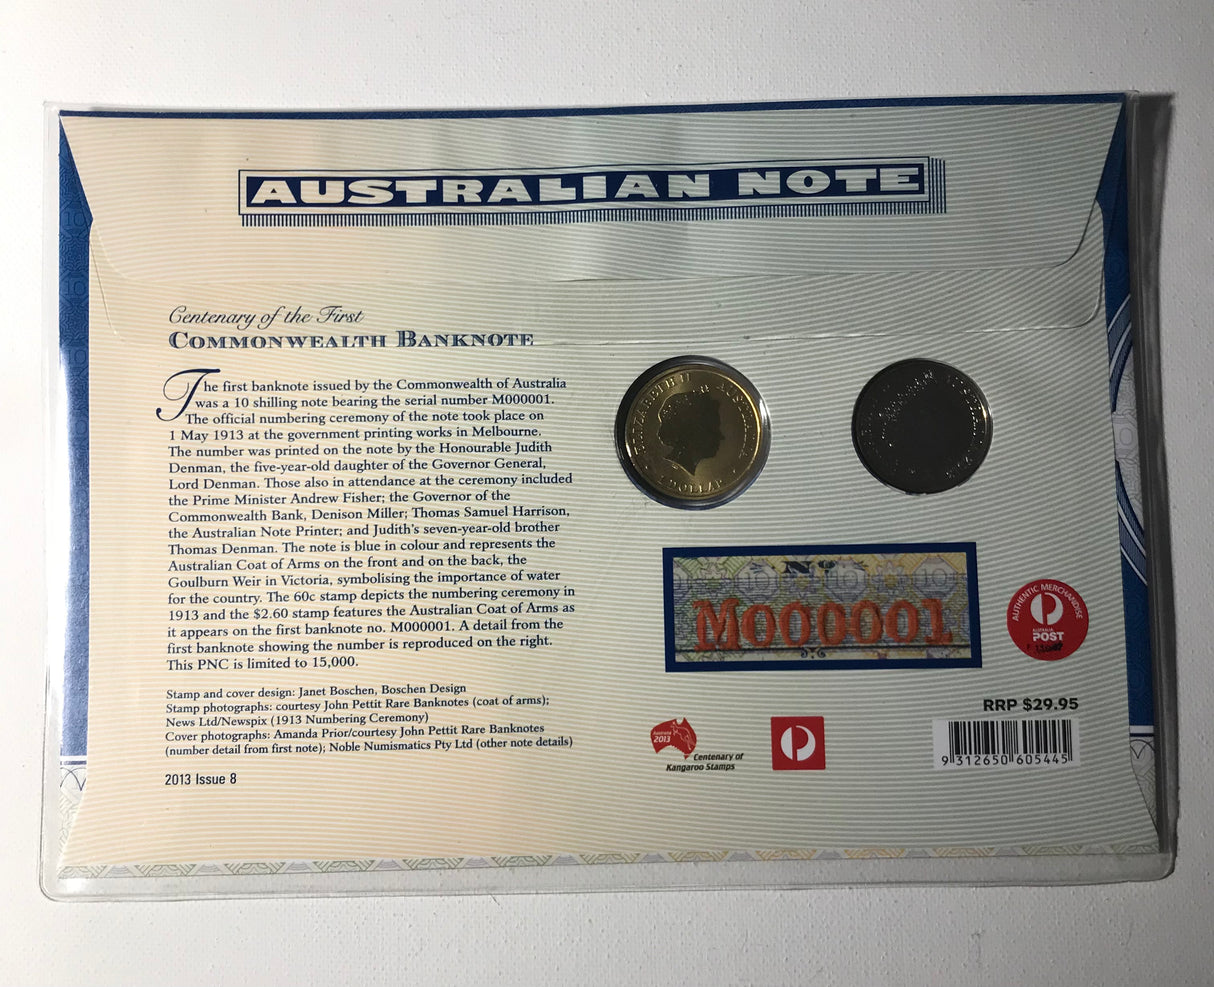 AUSTRALIAN NOTE
Centenary of the First
COMMONWEALTH BANKNOTE
The first banknote issued by the Commonwealth of Australia
was a 10 shilling note bearing the serial number M000001.
The official numbering ceremony of the note took place on
1 May 1913 at the government printing works in Melbourne.
The number was printed on the note by the Honourable Judith
Denman, the five-year-old daughter of the Governor General,
Lord Denman. Those also in attendance at the ceremony included
the Prime Minister Andrew Fisher; the Governor of the
Commonwealth Bank, Denison Miller; Thomas Samuel Harrison,
the Australian Note Printer; and Judith's seven-year-old brother
Thomas Denman. The note is blue in colour and represents the
Australian Coat of Arms on the front and on the back, the
Goulburn Weir in Victoria, symbolising the importance of water
for the country. The 60c stamp depicts the numbering ceremony in
1913 and the $2.60 stamp features the Australian Coat of Arms as
it appears on the first banknote no. M000001. A detail from the
first banknote showing the number is reproduced on the right.
This PNC is limited to 15,000.
Stamp and cover design: Janet Boschen, Boschen Design
Stamp photographs: courtesy John Pettit Rare Banknotes (coat of arms);
News Ltd/Newspix (1913 Numbering Ceremony)
Cover photographs: Amanda Prior/courtesy John Pettit Rare Banknotes
(number detail from first note); Noble Numismatics Pty Ltd (other note details)
2013 Issue 8
ELIZABETH II AUSTRALIA
1 DOLLAR
No
10 10 10
M000001
AUTHENTIC MERCHANDISE
AUSTRALIA
POST
Australia
2013
Centenary of
Kangaroo Stamps
RRP $29.95
9 312650 605445